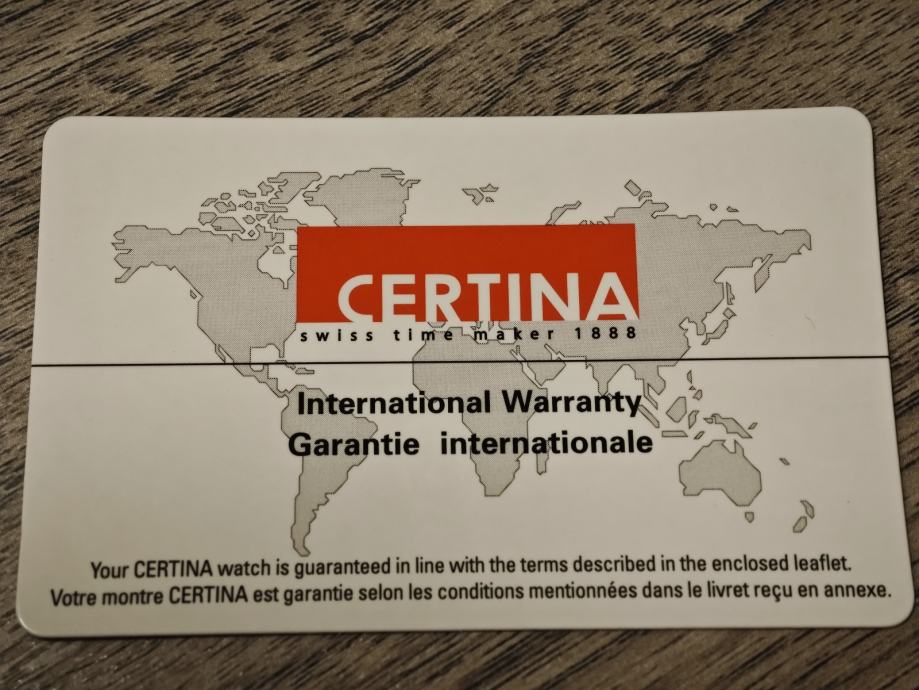 CERTINA
swiss time maker 1888
International Warranty
Garantie internationale
Your CERTINA watch is guaranteed in line with the terms described in the enclosed leaflet.
Votre montre CERTINA est garantie selon les conditions mentionnées dans le livret reçu en annexe.